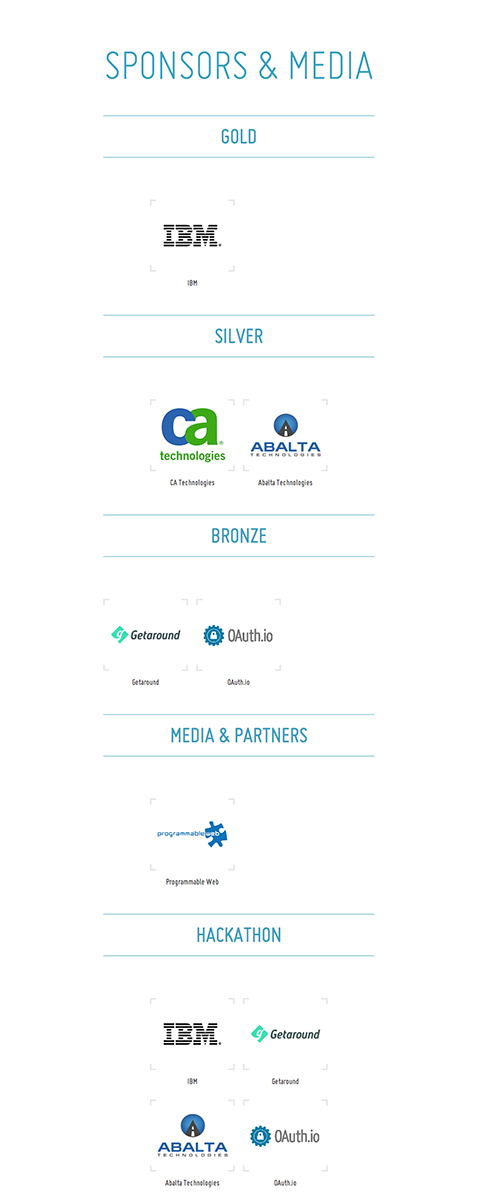 SPONSORS & MEDIA
GOLD
IBM®
IBM
SILVER
ca®
technologies
ABALTA
TECHNOLOGIES
CA Technologies
Abalta Technologies
BRONZE
g Getaround
OAuth.io
Getaround
OAuth.io
MEDIA & PARTNERS
programmableweb
Programmable Web
HACKATHON
IBM®
g Getaround
IBM
Getaround
ABALTA
TECHNOLOGIES
OAuth.io
Abalta Technologies
OAuth.io